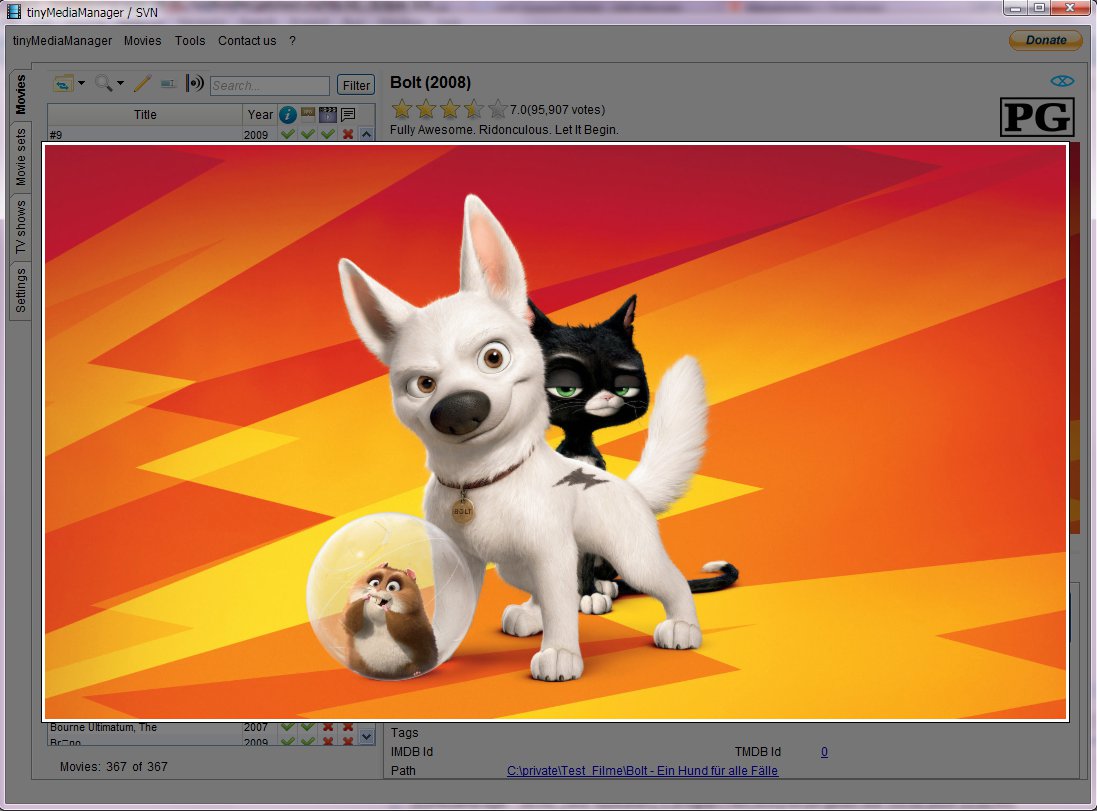 tinyMediaManager / SVN
tinyMediaManager Movies Tools Contact us ?
Donate
Movies
Movie sets
TV shows
Settings
Search...
Filter
Title Year
#9 2009
Bolt (2008)
7.0(95,907 votes)
Fully Awesome. Ridonculous. Let It Begin.
PG
BOLT
Bourne Ultimatum, The 2007
2009
Movies: 367 of 367
Tags
IMDB Id TMDB Id 0
Path C:\private\Test_Filme\Bolt - Ein Hund für alle Fälle